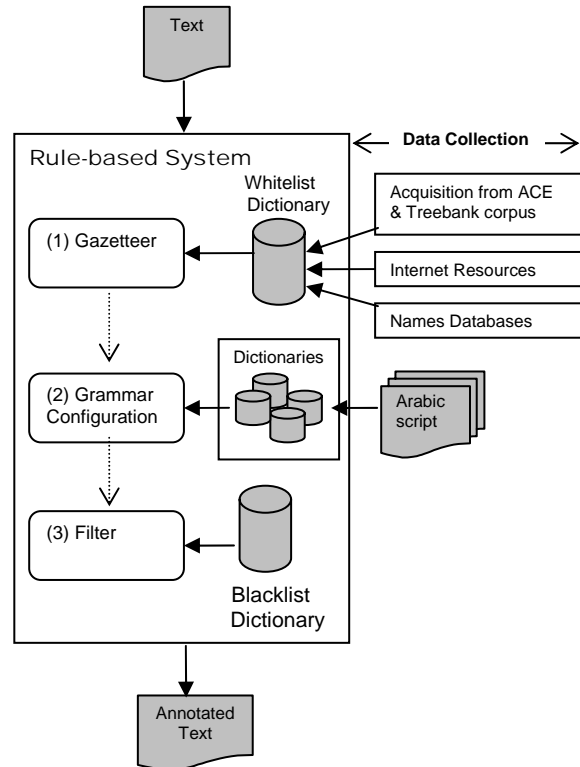 Text
Data Collection
Rule-based System
Whitelist
Dictionary
Acquisition from ACE
& Treebank corpus
(1) Gazetteer
Internet Resources
Names Databases
Dictionaries
(2) Grammar
Configuration
Arabic
script
(3) Filter
Blacklist
Dictionary
Annotated
Text